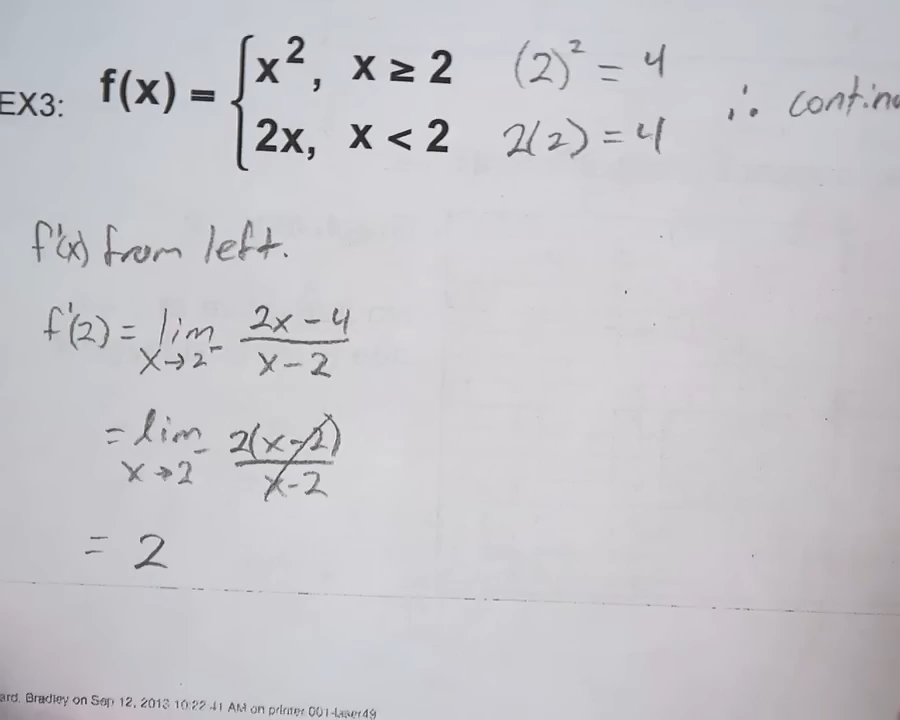 EX3: f(x) = { x², x ≥ 2 (2)² = 4
2x, x < 2 2(2) = 4
∴
f'(x) from left.
f'(2) = lim x→2⁻ (2x - 4)/(x - 2)
= lim x→2⁻ 2(x-2)/(x-2)
= 2
Bradley on Sep 12, 2013 10:22:41 AM on printer 001-laser49